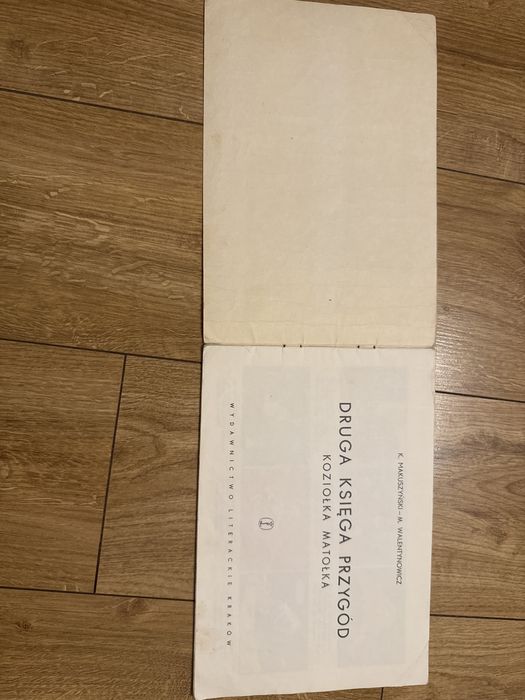 K. MAKUSZYŃSKI – M. WALENTYNOWICZ
DRUGA KSIĘGA PRZYGÓD
KOZIOŁKA MATOŁKA
WYDAWNICTWO LITERACKIE KRAKÓW